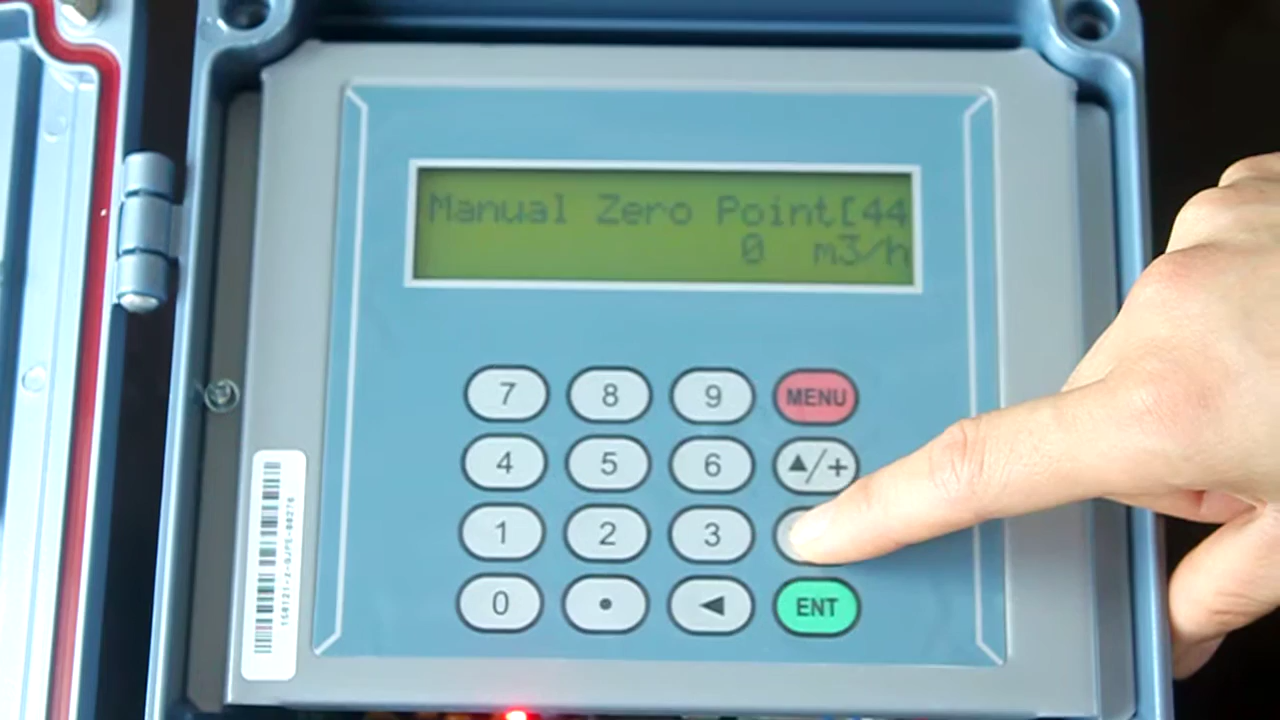 Manual Zero Point[44
0 m3/h
7 8 9 MENU
4 5 6 ▲/+
1 2 3
0 • ◀ ENT